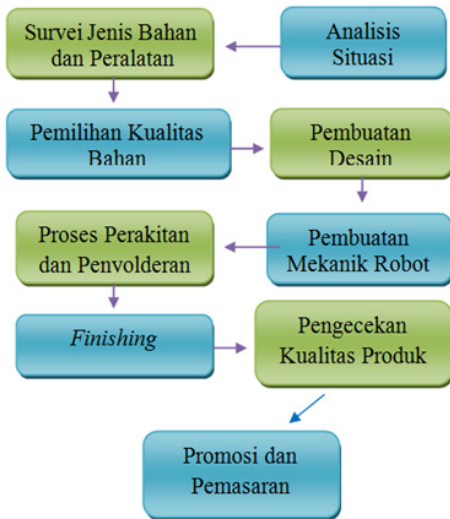 Survei Jenis Bahan
dan Peralatan
Analisis
Situasi
Pemilihan Kualitas
Bahan
Pembuatan
Desain
Proses Perakitan
dan Penvolderan
Pembuatan
Mekanik Robot
Finishing
Pengecekan
Kualitas Produk
Promosi dan
Pemasaran